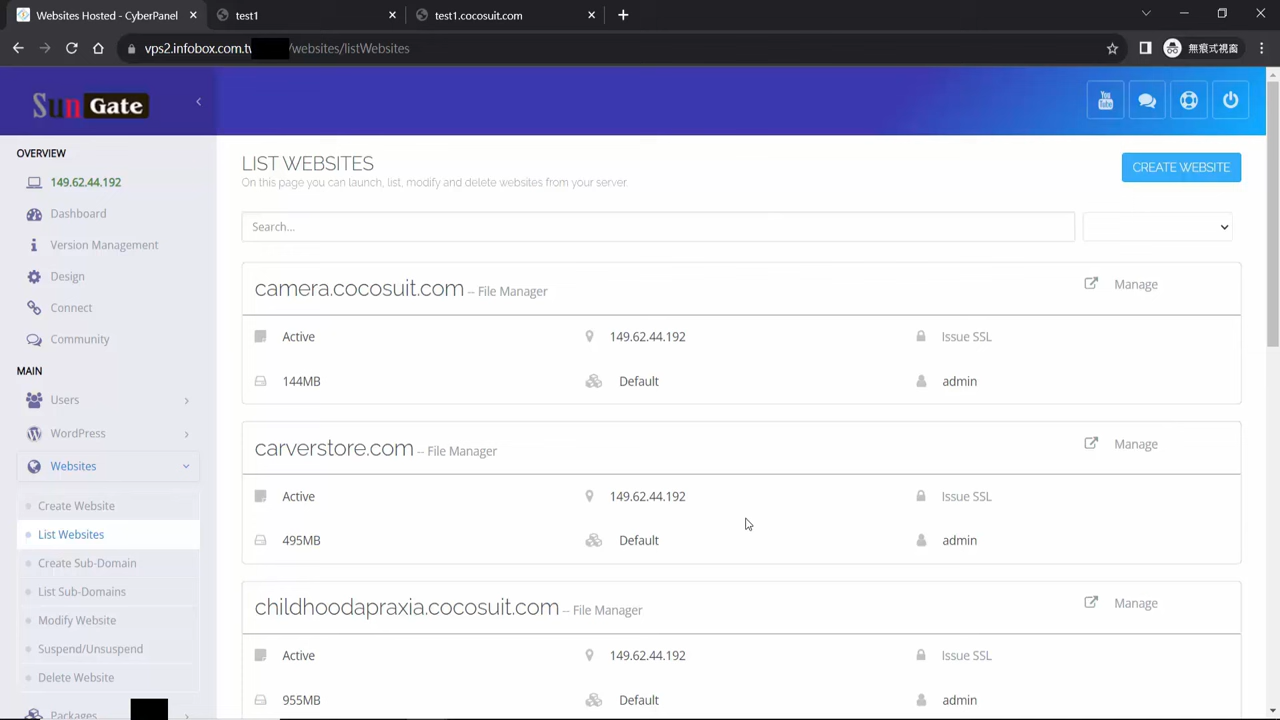 Websites Hosted - CyberPanel
test1
test1.cocosuit.com
vps2.infobox.com.tw
/websites/listWebsites
無痕式視窗
Sun Gate
OVERVIEW
149.62.44.192
Dashboard
Version Management
Design
Connect
Community
MAIN
Users
WordPress
Websites
Create Website
List Websites
Create Sub-Domain
List Sub-Domains
Modify Website
Suspend/Unsuspend
Delete Website
Packages
You Tube
LIST WEBSITES
CREATE WEBSITE
On this page you can launch, list, modify and delete websites from your server.
Search...
camera.cocosuit.com -- File Manager
Manage
Active
149.62.44.192
Issue SSL
144MB
Default
admin
carverstore.com -- File Manager
Manage
Active
149.62.44.192
Issue SSL
495MB
Default
admin
childhoodapraxia.cocosuit.com -- File Manager
Manage
Active
149.62.44.192
Issue SSL
955MB
Default
admin